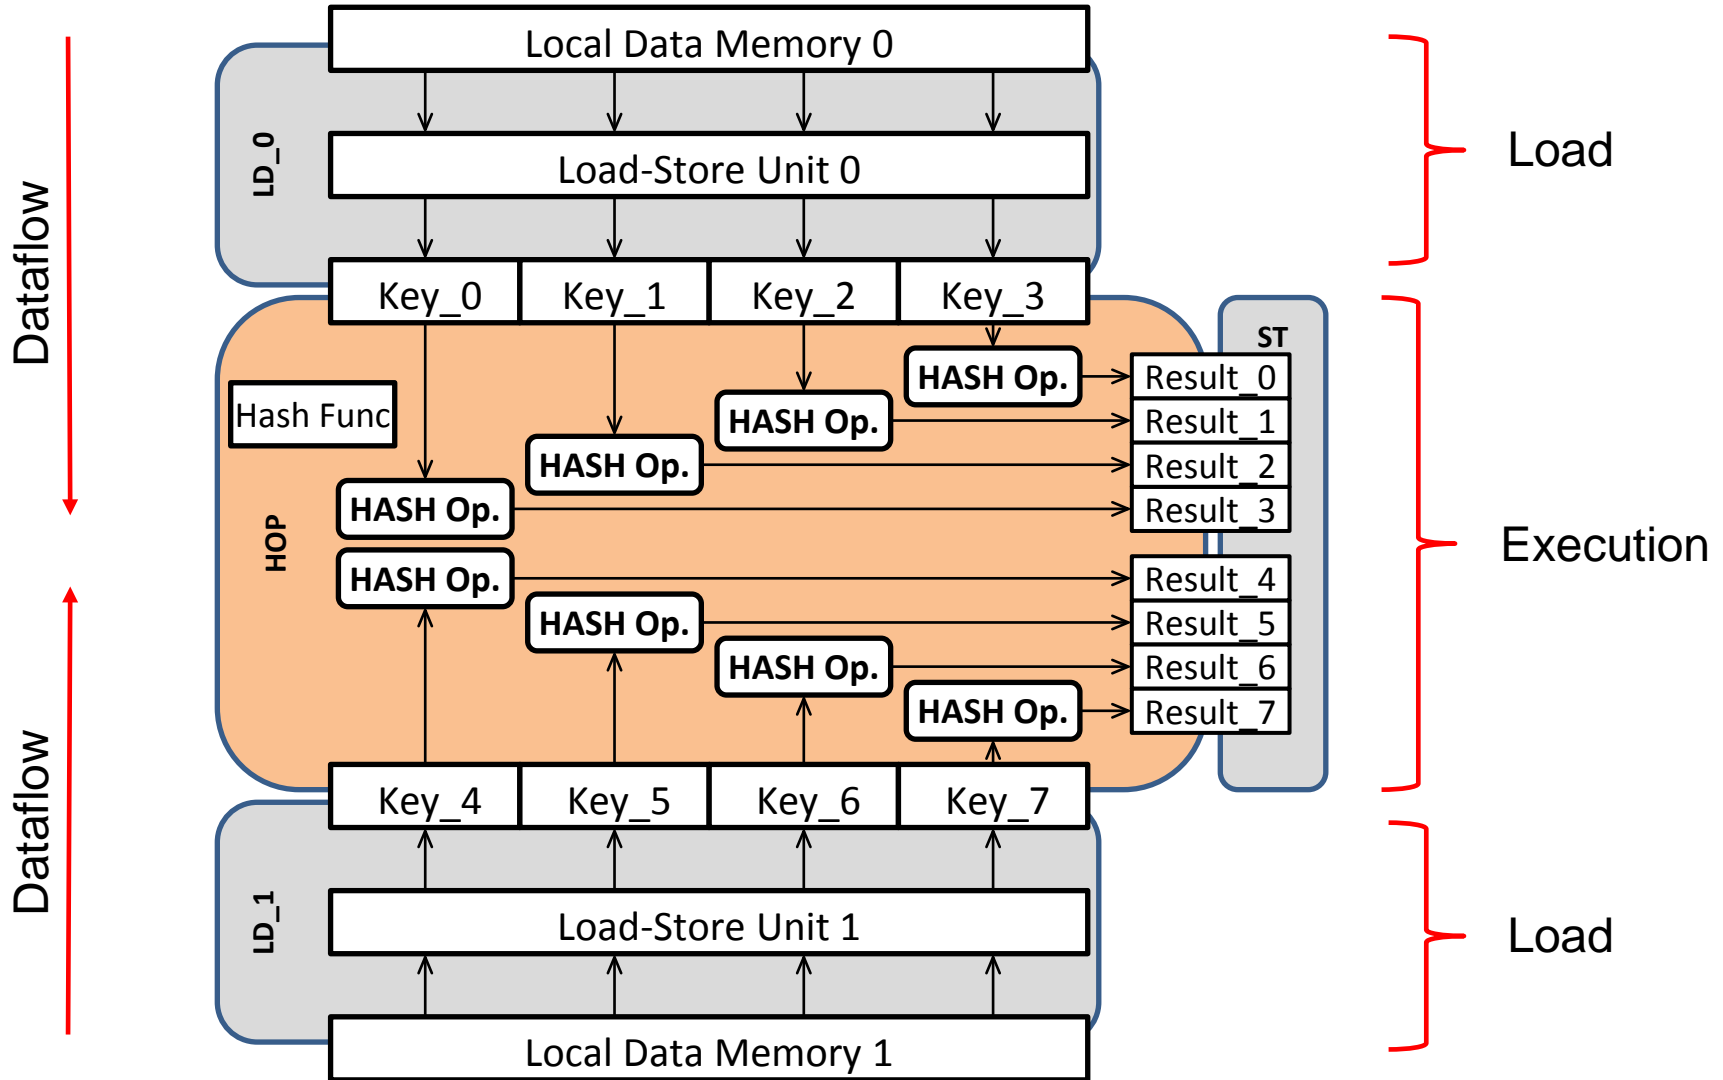 Local Data Memory 0
LD_0
Load-Store Unit 0
Load
Dataflow
Key_0 Key_1 Key_2 Key_3
ST
HASH Op. Result_0
Hash Func HASH Op. Result_1
HASH Op. Result_2
HASH Op. Result_3
HOP
Execution
HASH Op. Result_4
HASH Op. Result_5
HASH Op. Result_6
HASH Op. Result_7
Key_4 Key_5 Key_6 Key_7
Dataflow
LD_1
Load-Store Unit 1
Load
Local Data Memory 1